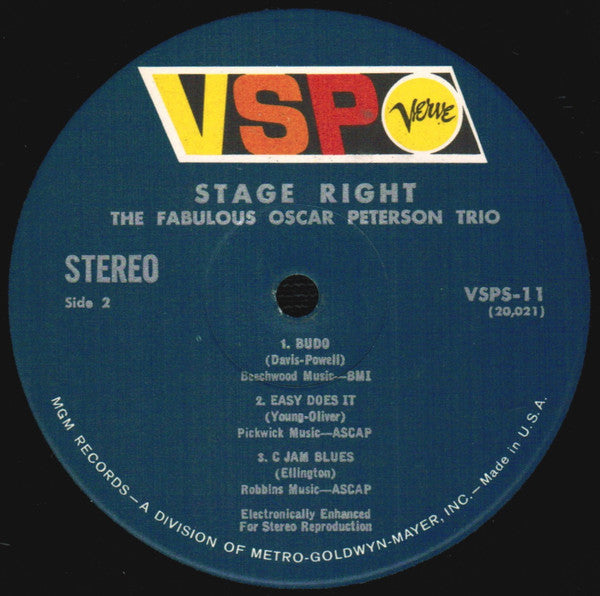 VSP Verve
STAGE RIGHT
THE FABULOUS OSCAR PETERSON TRIO
STEREO
Side 2
VSPS-11
(20,021)
1. BUDO
(Davis-Powell)
Beechwood Music—BMI
2. EASY DOES IT
(Young-Oliver)
Pickwick Music—ASCAP
3. C JAM BLUES
(Ellington)
Robbins Music—ASCAP
Electronically Enhanced
For Stereo Reproduction
MGM RECORDS—A DIVISION OF METRO-GOLDWYN-MAYER, INC.—Made in U.S.A.